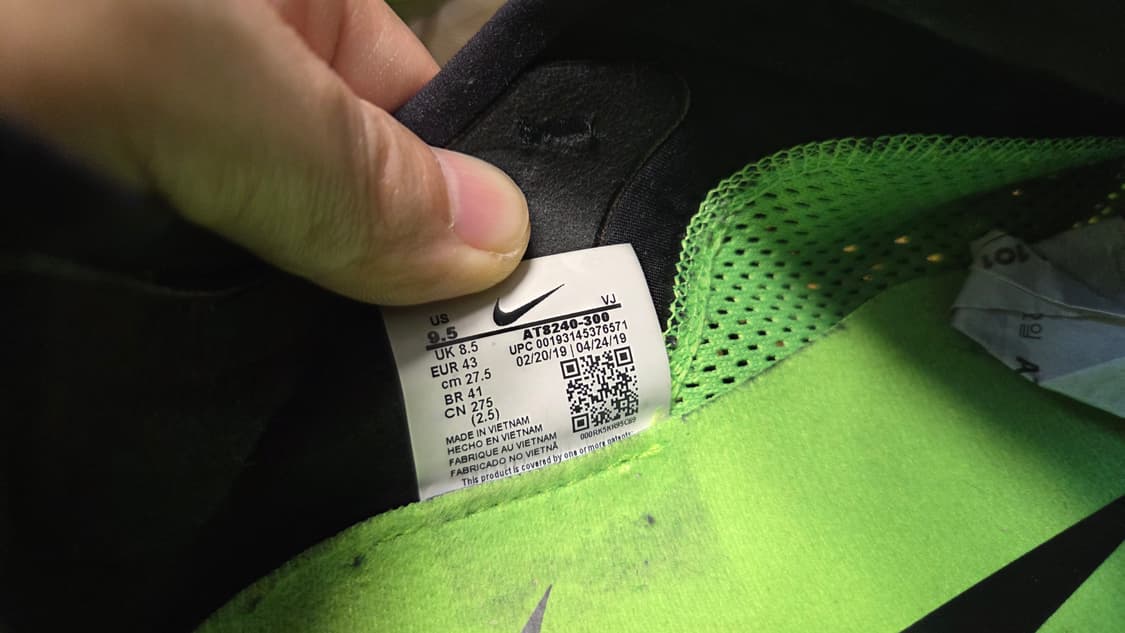 US VJ
9.5 AT8240-300
UK 8.5 UPC 00193145376571
EUR 43 02/20/19 | 04/24/19
cm 27.5
BR 41
CN 275
(2.5)
MADE IN VIETNAM
HECHO EN VIETNAM
FABRIQUE AU VIETNAM
FABRICADO NO VIETNÃ
This product is covered by one or more patents.
101